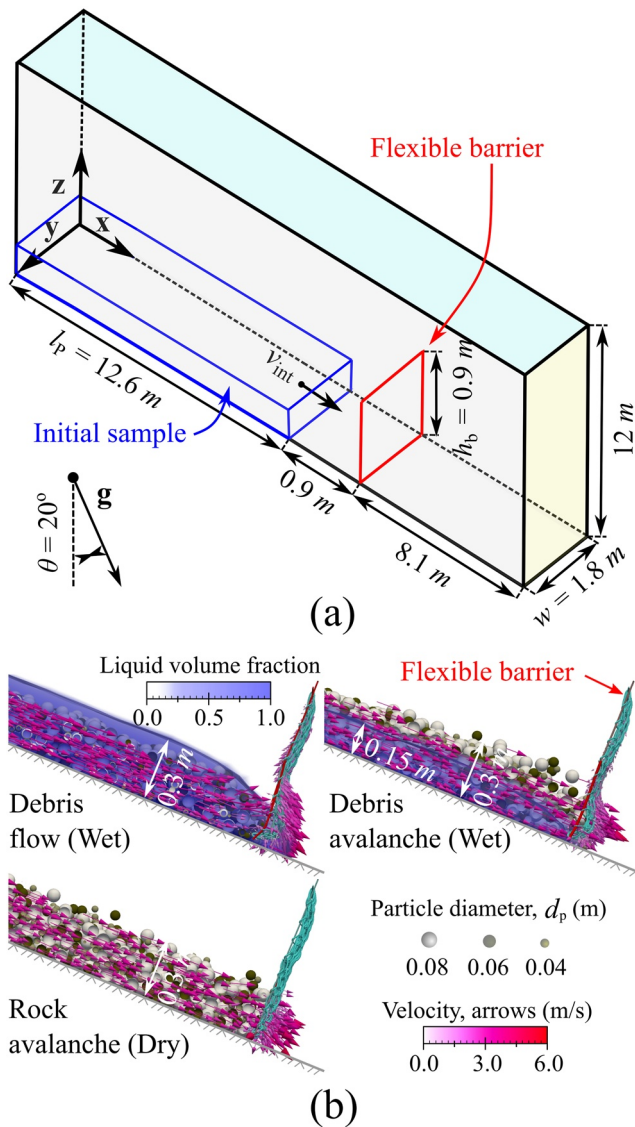 Flexible barrier
z
x
y
v_int
l_p = 12.6 m
h_b = 0.9 m
12 m
Initial sample
0.9 m
g
θ = 20°
8.1 m
w = 1.8 m
(a)
Liquid volume fraction
0.0 0.5 1.0
Flexible barrier
0.3 m
0.15 m
0.3 m
Debris
flow (Wet)
Debris
avalanche (Wet)
Particle diameter, d_p (m)
0.08 0.06 0.04
Rock
avalanche (Dry)
Velocity, arrows (m/s)
0.0 3.0 6.0
(b)